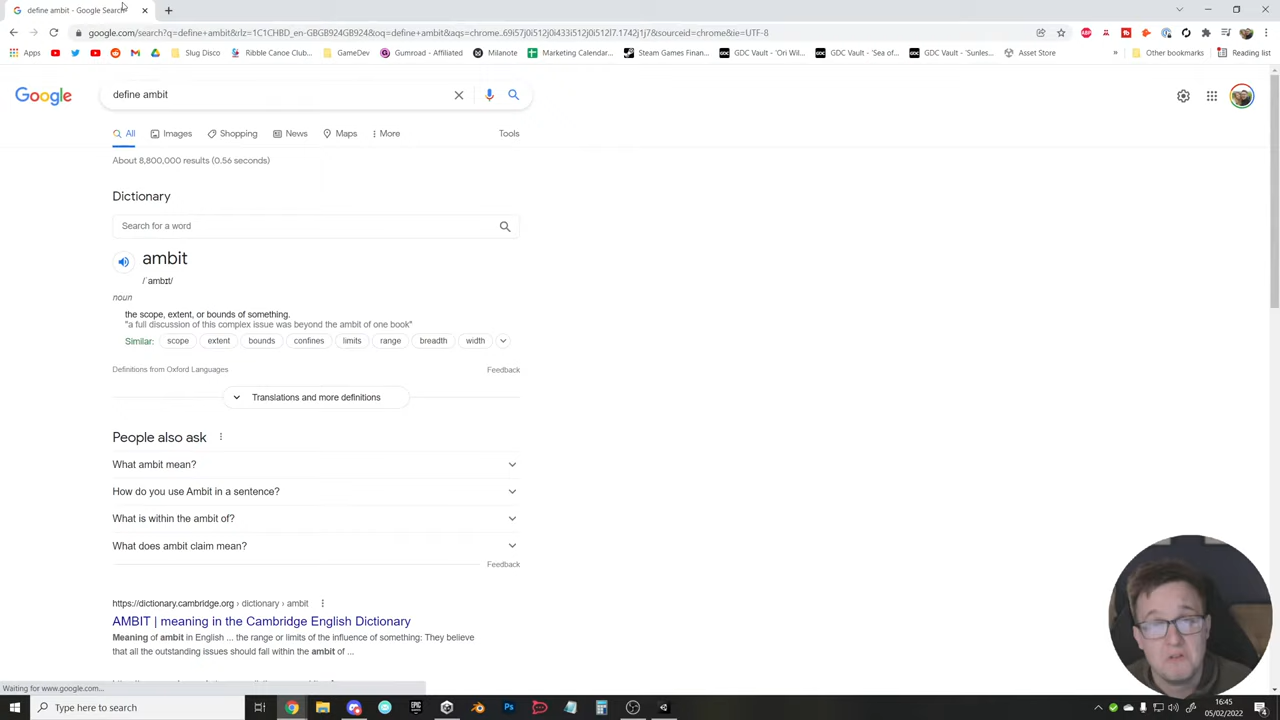 define ambit - Google Search
google.com/search?q=define+ambit&rlz=1C1CHBD_en-GBGB924GB924&oq=define+ambit&aqs=chrome..69i57j0i512j0i433i512j0i512l7.1742j1j7&sourceid=chrome&ie=UTF-8
Apps
Slug Disco
Ribble Canoe Club...
GameDev
Gumroad - Affiliated
Milanote
Marketing Calendar...
Steam Games Finan...
GDC Vault - 'Ori Wil...
GDC Vault - 'Sea of...
GDC Vault - 'Sunles...
Asset Store
»
Other bookmarks
Reading list
Google
define ambit
All
Images
Shopping
News
Maps
More
Tools
About 8,800,000 results (0.56 seconds)
Dictionary
Search for a word
ambit
/ˈambɪt/
noun
the scope, extent, or bounds of something.
"a full discussion of this complex issue was beyond the ambit of one book"
Similar: scope extent bounds confines limits range breadth width
Definitions from Oxford Languages
Feedback
Translations and more definitions
People also ask
What ambit mean?
How do you use Ambit in a sentence?
What is within the ambit of?
What does ambit claim mean?
Feedback
https://dictionary.cambridge.org › dictionary › ambit
AMBIT | meaning in the Cambridge English Dictionary
Meaning of ambit in English ... the range or limits of the influence of something: They believe
that all the outstanding issues should fall within the ambit of ...
Waiting for www.google.com...
Type here to search
EPIC
Ps
16:45
05/02/2022
4